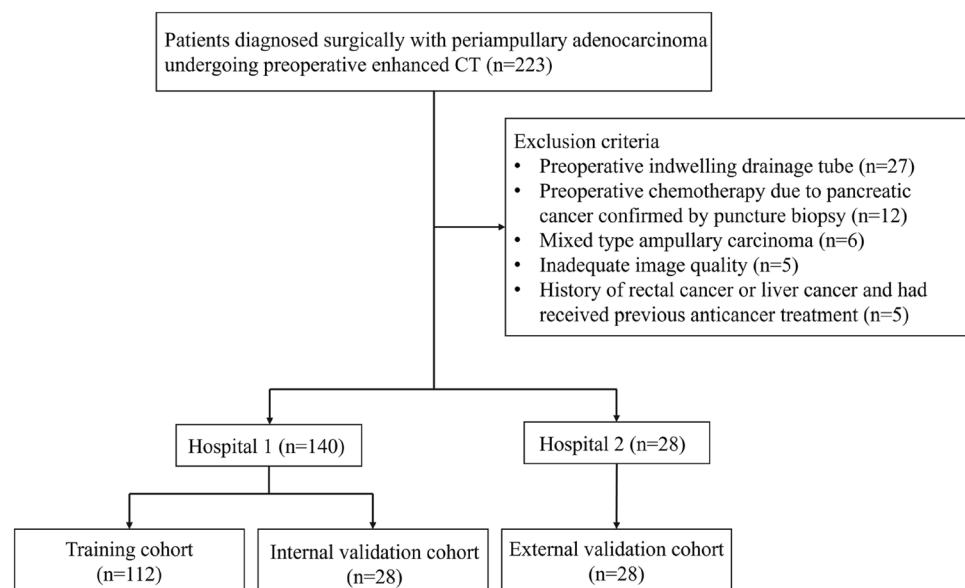 Patients diagnosed surgically with periampullary adenocarcinoma
undergoing preoperative enhanced CT (n=223)
Exclusion criteria
• Preoperative indwelling drainage tube (n=27)
• Preoperative chemotherapy due to pancreatic
cancer confirmed by puncture biopsy (n=12)
• Mixed type ampullary carcinoma (n=6)
• Inadequate image quality (n=5)
• History of rectal cancer or liver cancer and had
received previous anticancer treatment (n=5)
Hospital 1 (n=140)
Hospital 2 (n=28)
Training cohort
(n=112)
Internal validation cohort
(n=28)
External validation cohort
(n=28)